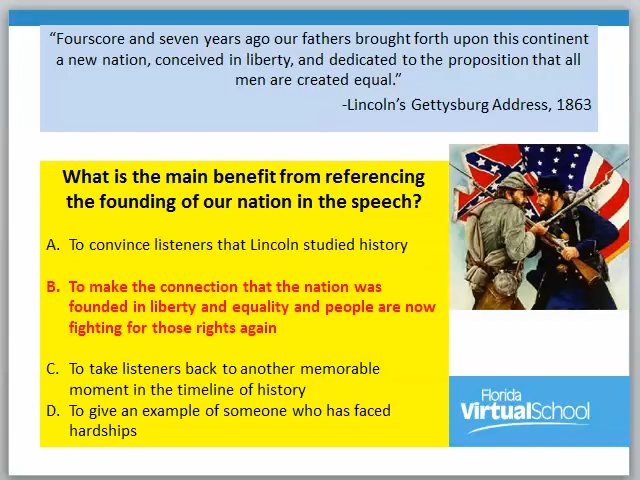 “Fourscore and seven years ago our fathers brought forth upon this continent
a new nation, conceived in liberty, and dedicated to the proposition that all
men are created equal.”
-Lincoln’s Gettysburg Address, 1863
What is the main benefit from referencing
the founding of our nation in the speech?
A. To convince listeners that Lincoln studied history
B. To make the connection that the nation was
founded in liberty and equality and people are now
fighting for those rights again
C. To take listeners back to another memorable
moment in the timeline of history
D. To give an example of someone who has faced
hardships
Florida
VirtualSchool